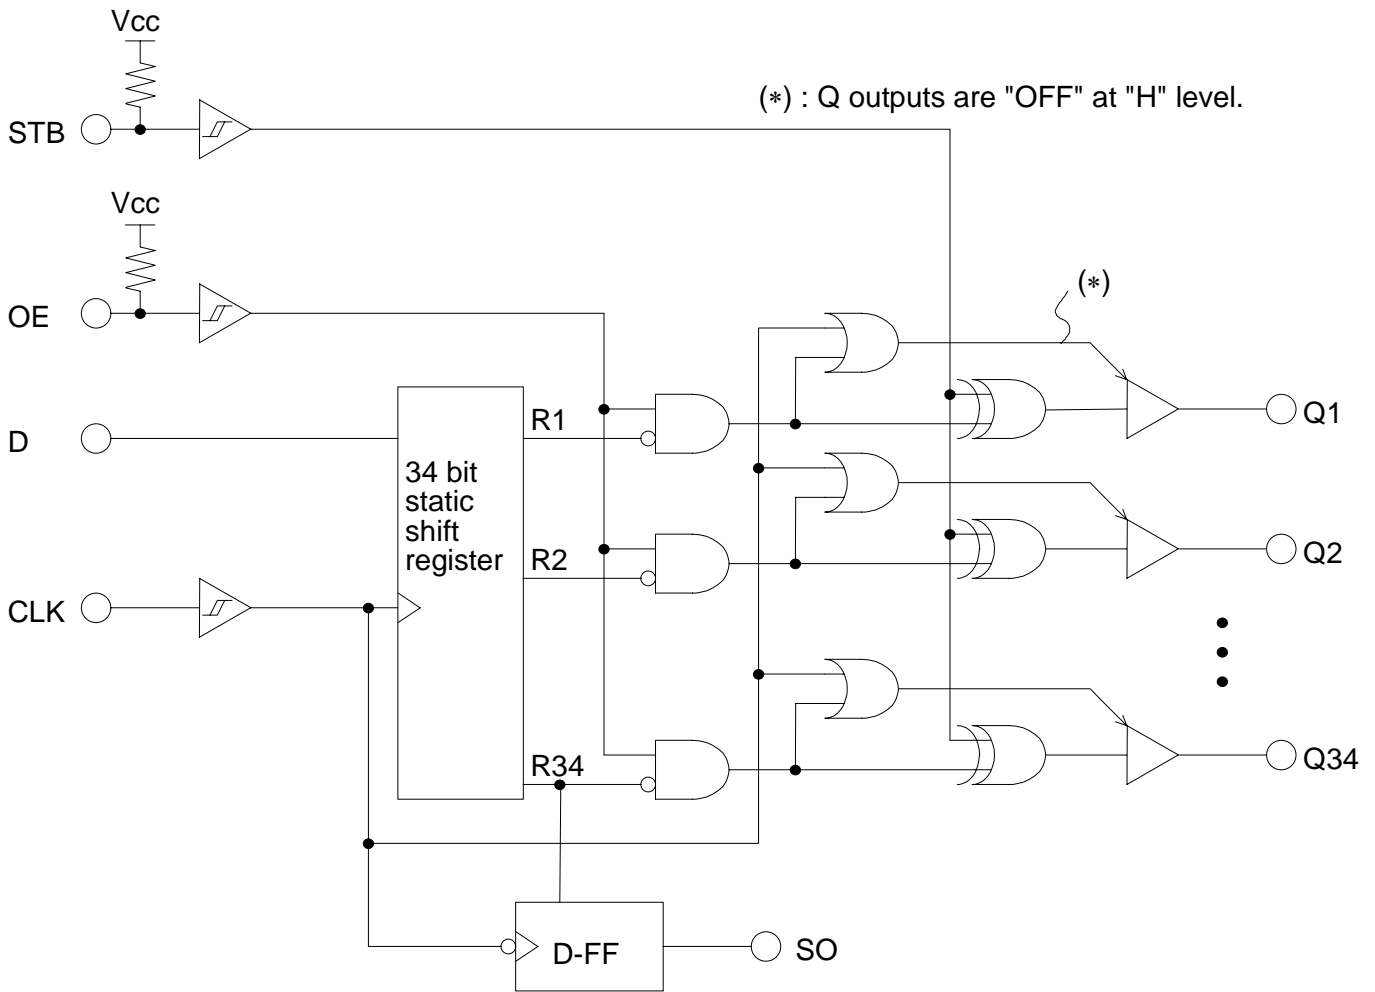 Vcc
(*) : Q outputs are "OFF" at "H" level.
STB
Vcc
(*)
OE
R1
Q1
D
34 bit
static
shift
register
R2
Q2
CLK
R34
Q34
D-FF
SO